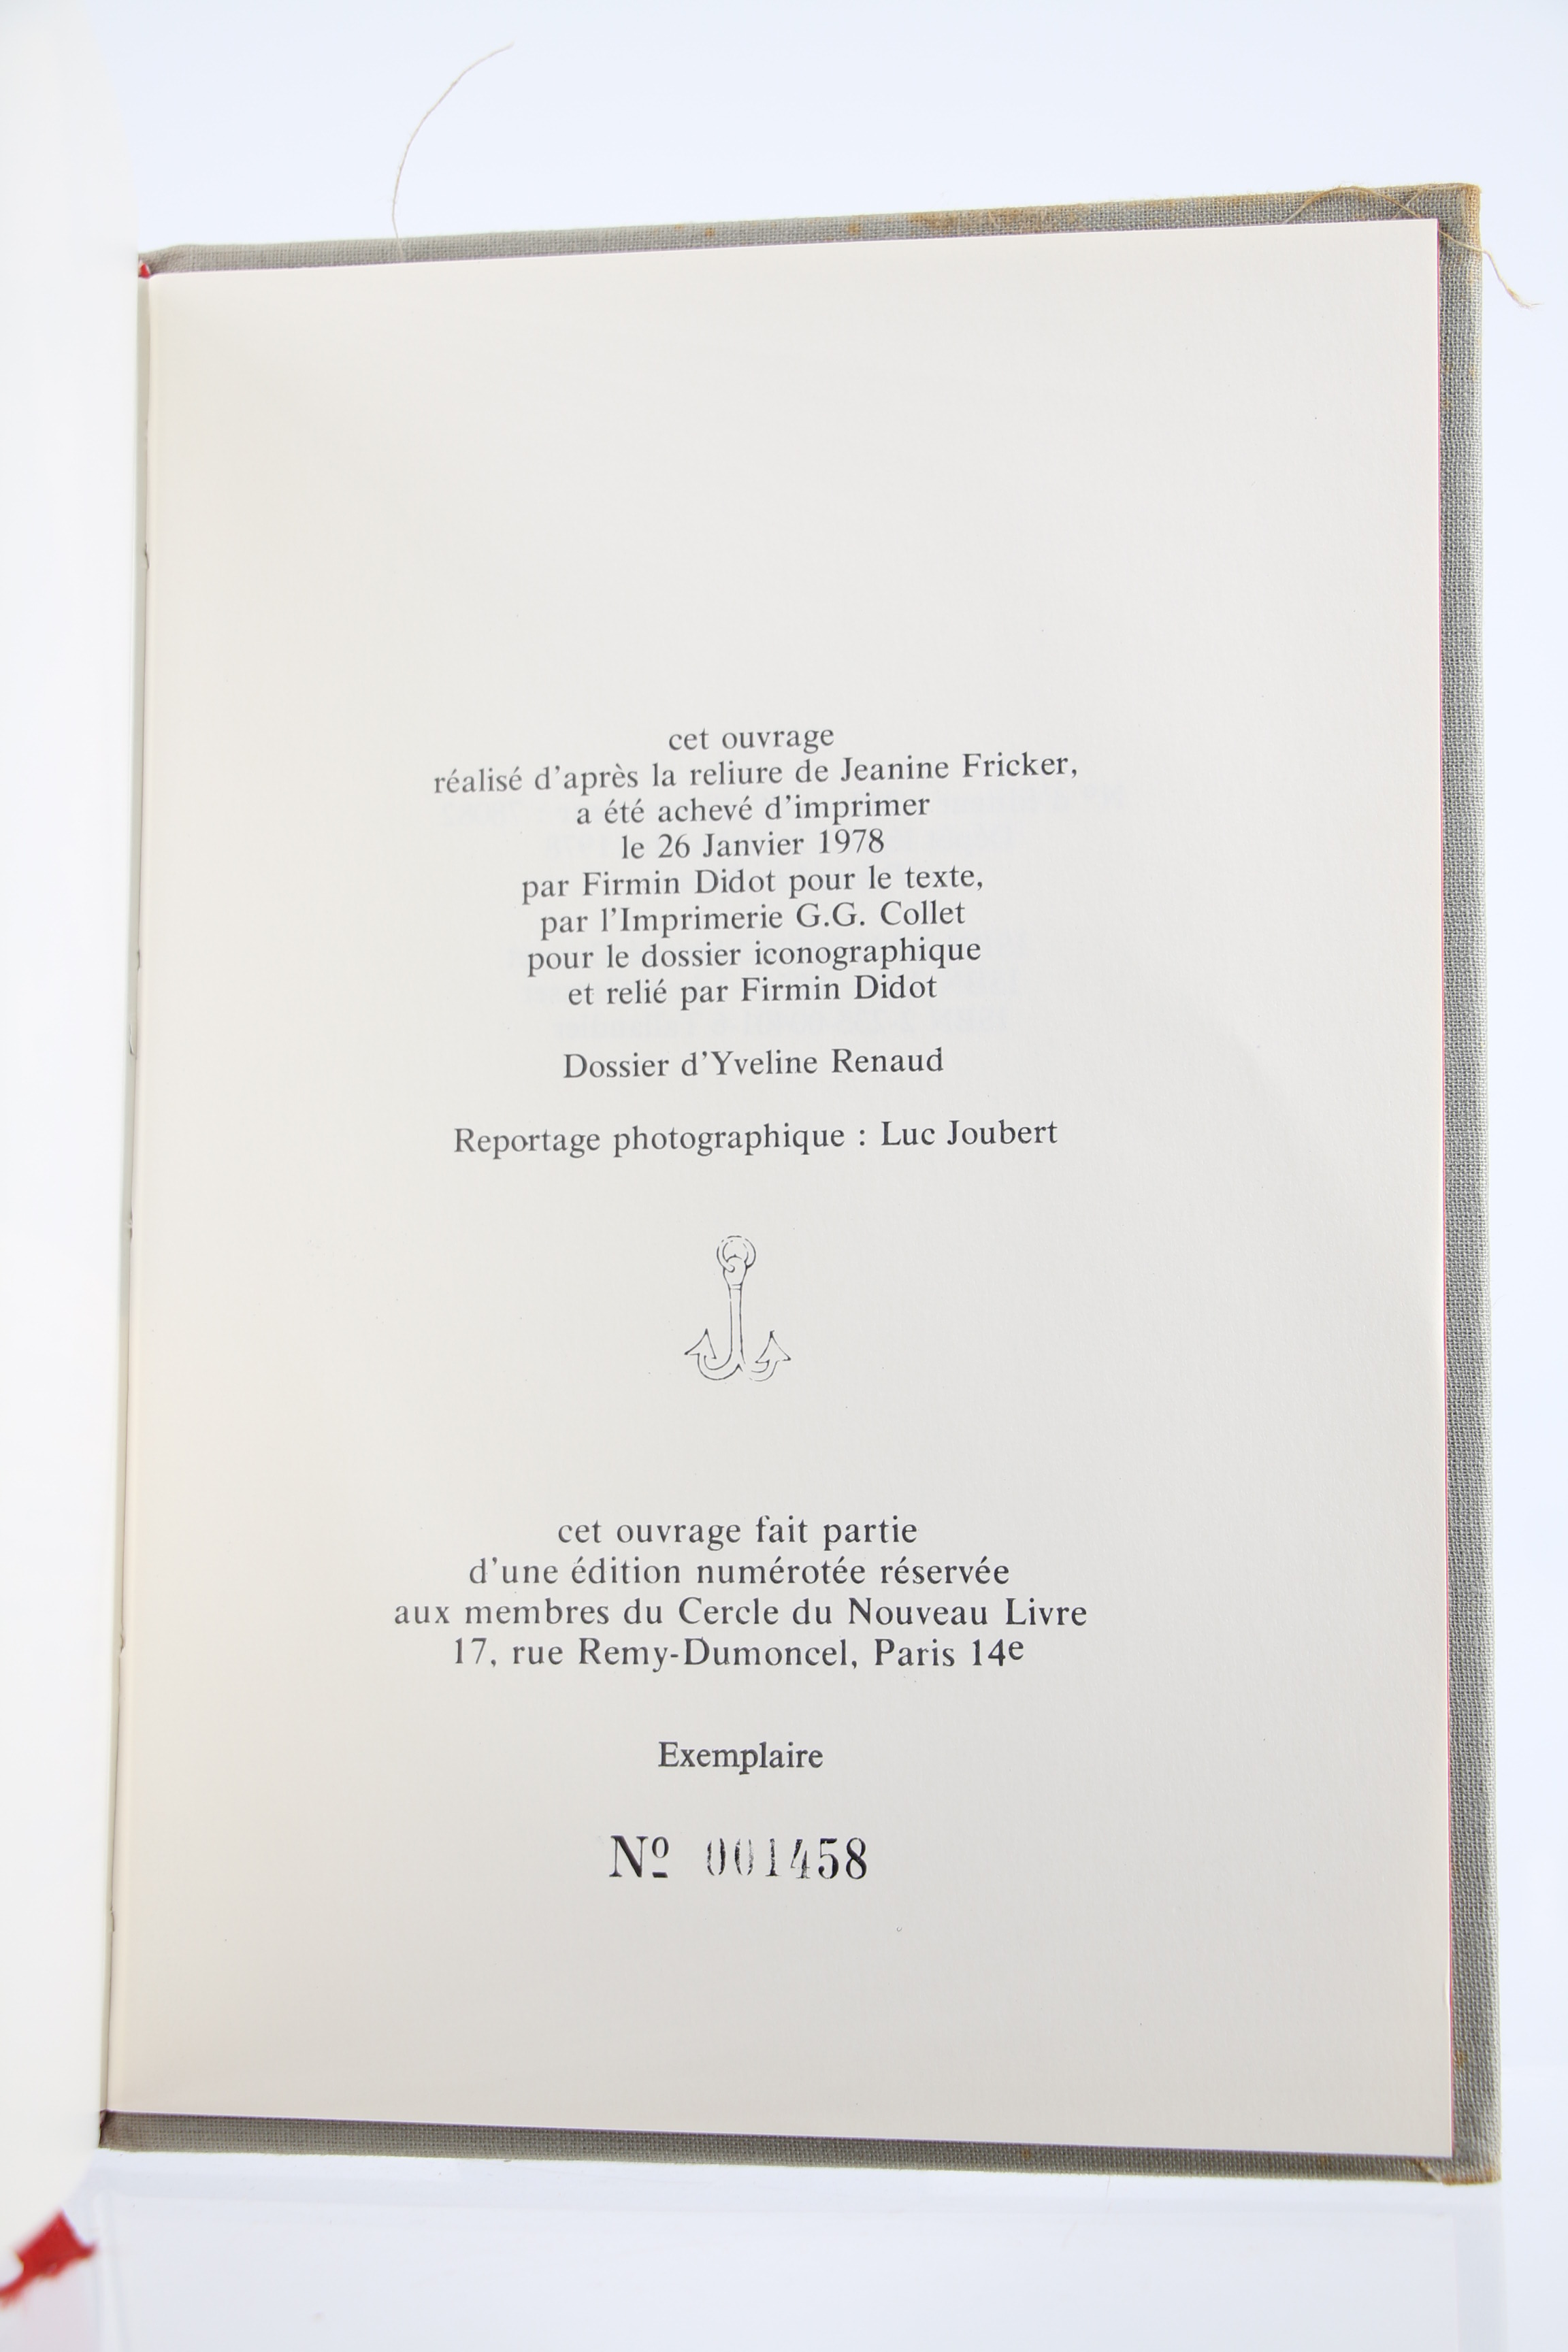 cet ouvrage
réalisé d'après la reliure de Jeanine Fricker,
a été achevé d'imprimer
le 26 Janvier 1978
par Firmin Didot pour le texte,
par l'Imprimerie G.G. Collet
pour le dossier iconographique
et relié par Firmin Didot
Dossier d'Yveline Renaud
Reportage photographique : Luc Joubert
cet ouvrage fait partie
d'une édition numérotée réservée
aux membres du Cercle du Nouveau Livre
17, rue Remy-Dumoncel, Paris 14e
Exemplaire
Nº 001458